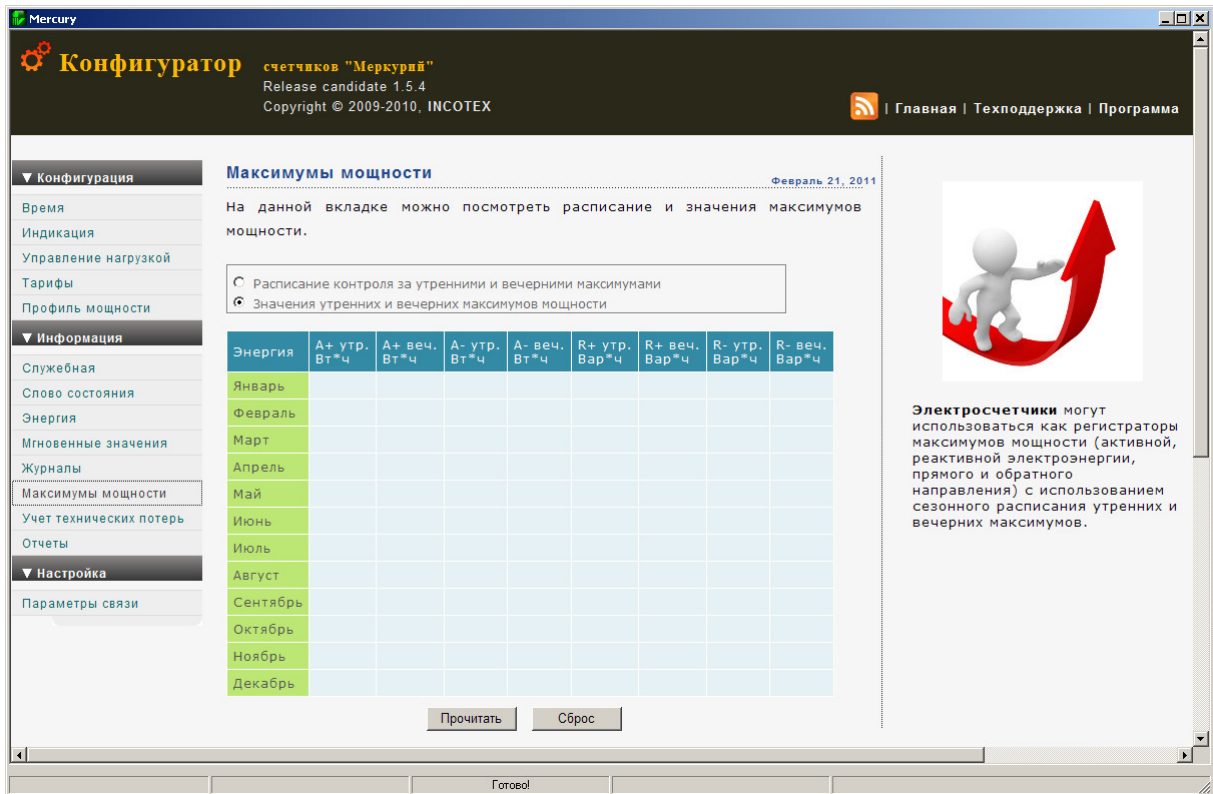 Mercury
Конфигуратор счетчиков "Меркурий"
Release candidate 1.5.4
Copyright © 2009-2010, INCOTEX
| Главная | Техподдержка | Программа
▼ Конфигурация
Время
Индикация
Управление нагрузкой
Тарифы
Профиль мощности
▼ Информация
Служебная
Слово состояния
Энергия
Мгновенные значения
Журналы
Максимумы мощности
Учет технических потерь
Отчеты
▼ Настройка
Параметры связи
Максимумы мощности
Февраль 21, 2011
На данной вкладке можно посмотреть расписание и значения максимумов
мощности.
Расписание контроля за утренними и вечерними максимумами
Значения утренних и вечерних максимумов мощности
Энергия
A+ утр.
Вт*ч
A+ веч.
Вт*ч
A- утр.
Вт*ч
A- веч.
Вт*ч
R+ утр.
Вар*ч
R+ веч.
Вар*ч
R- утр.
Вар*ч
R- веч.
Вар*ч
Январь
Февраль
Март
Апрель
Май
Июнь
Июль
Август
Сентябрь
Октябрь
Ноябрь
Декабрь
Прочитать
Сброс
Электросчетчики могут
использоваться как регистраторы
максимумов мощности (активной,
реактивной электроэнергии,
прямого и обратного
направления) с использованием
сезонного расписания утренних и
вечерних максимумов.
Готово!